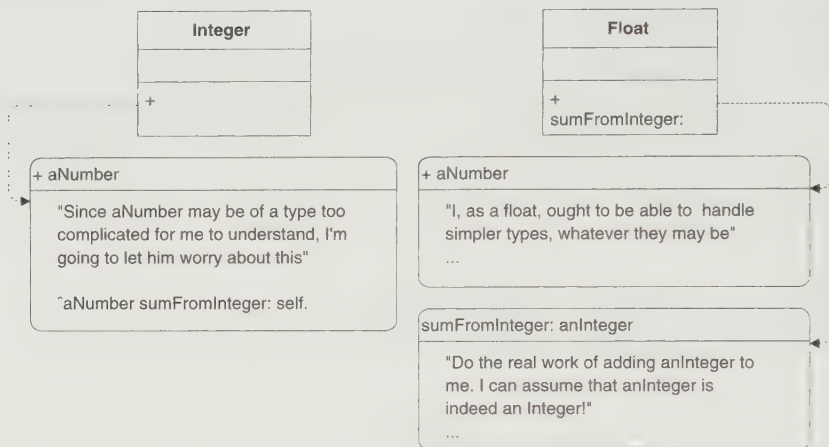 Integer
+
+ aNumber
"Since aNumber may be of a type too
complicated for me to understand, I'm
going to let him worry about this"
^aNumber sumFromInteger: self.
Float
+
sumFromInteger:
+ aNumber
"I, as a float, ought to be able to handle
simpler types, whatever they may be"
...
sumFromInteger: anInteger
"Do the real work of adding anInteger to
me. I can assume that anInteger is
indeed an Integer!"
...